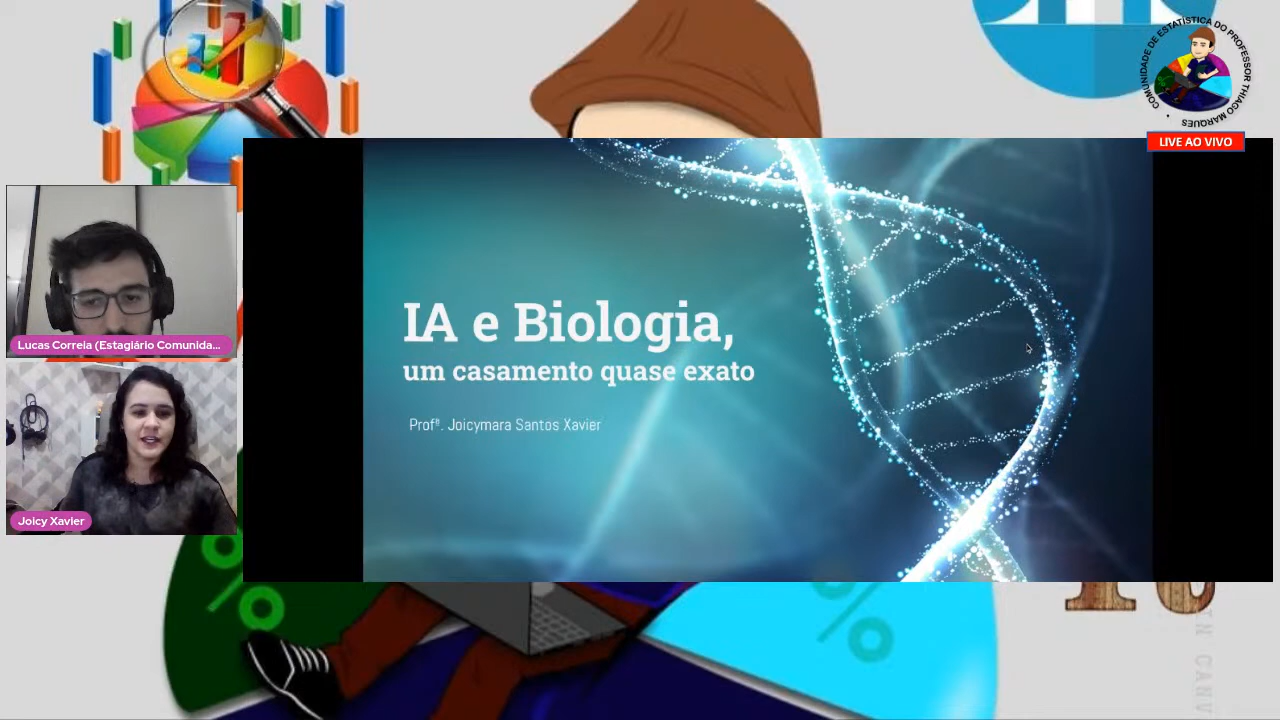 COMUNIDADE DE ESTATÍSTICA DO PROFESSOR THIAGO MARQUES
LIVE AO VIVO
IA e Biologia,
um casamento quase exato
Profª. Joicymara Santos Xavier
Lucas Correia (Estagiário Comunida...
Joicy Xavier
%
%